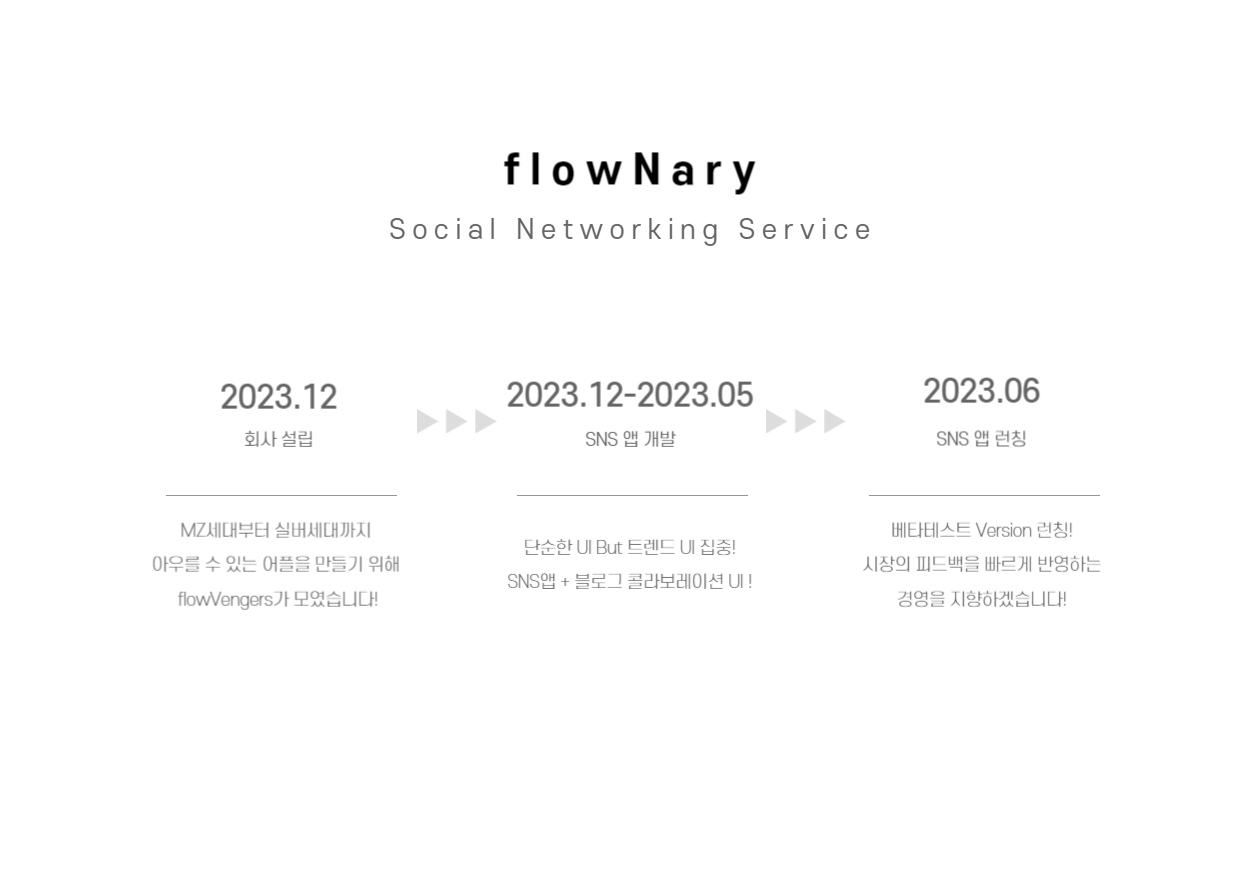 flowNary
Social Networking Service
2023.12
회사 설립
MZ세대부터 실버세대까지
아우를 수 있는 어플을 만들기 위해
flowVengers가 모였습니다!
2023.12-2023.05
SNS 앱 개발
단순한 UI But 트렌드 UI 집중!
SNS앱 + 블로그 콜라보레이션 UI !
2023.06
SNS 앱 런칭
베타테스트 Version 런칭!
시장의 피드백을 빠르게 반영하는
경영을 지향하겠습니다!